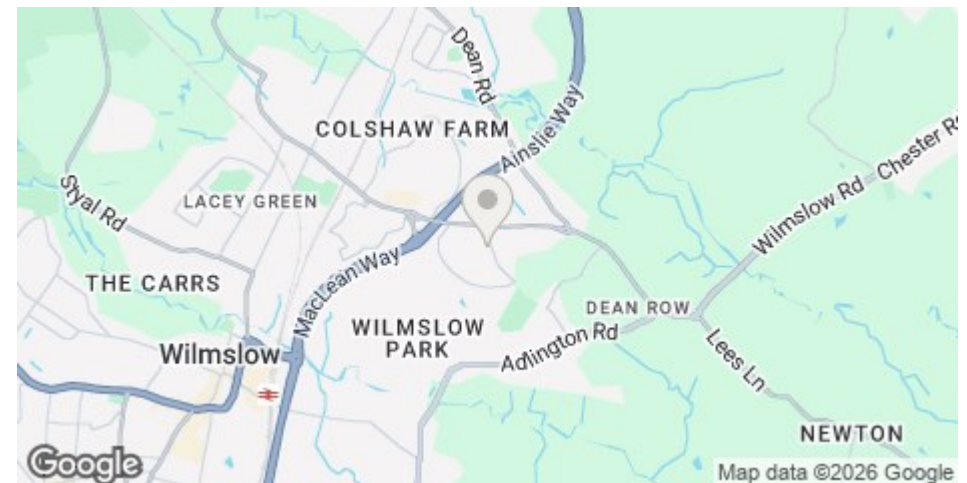 Dean Rd
COLSHAW FARM
Ainslie Way
Chester Rd
Styal Rd
LACEY GREEN
Wilmslow Rd
THE CARRS
MacLean Way
DEAN ROW
WILMSLOW
PARK
Wilmslow
Adlington Rd
Lees Ln
NEWTON
Google
Map data ©2026 Google